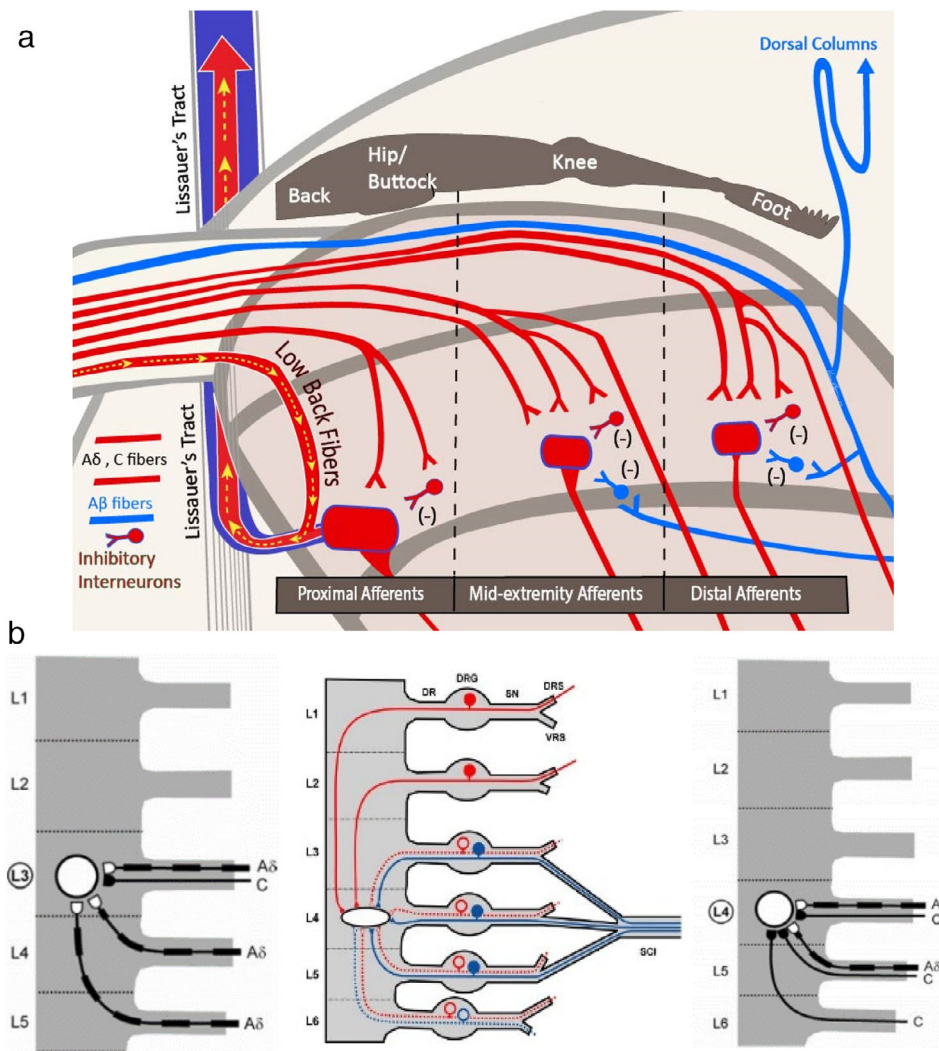 a
Dorsal Columns
Lissauer's Tract
Hip/
Buttock
Back
Knee
Foot
Low Back Fibers
Lissauer's Tract
Aδ , C fibers
Aβ fibers
Inhibitory
Interneurons
(-)
(-)
(-)
(-)
(-)
Proximal Afferents
Mid-extremity Afferents
Distal Afferents
b
L1
L2
L3
L4
L5
Aδ
C
Aδ
Aδ
DR
DRG
SN
DRS
VRS
L1
L2
L3
L4
L5
L6
SCI
L1
L2
L3
L4
L5
L6
A
C
Aδ
C
C